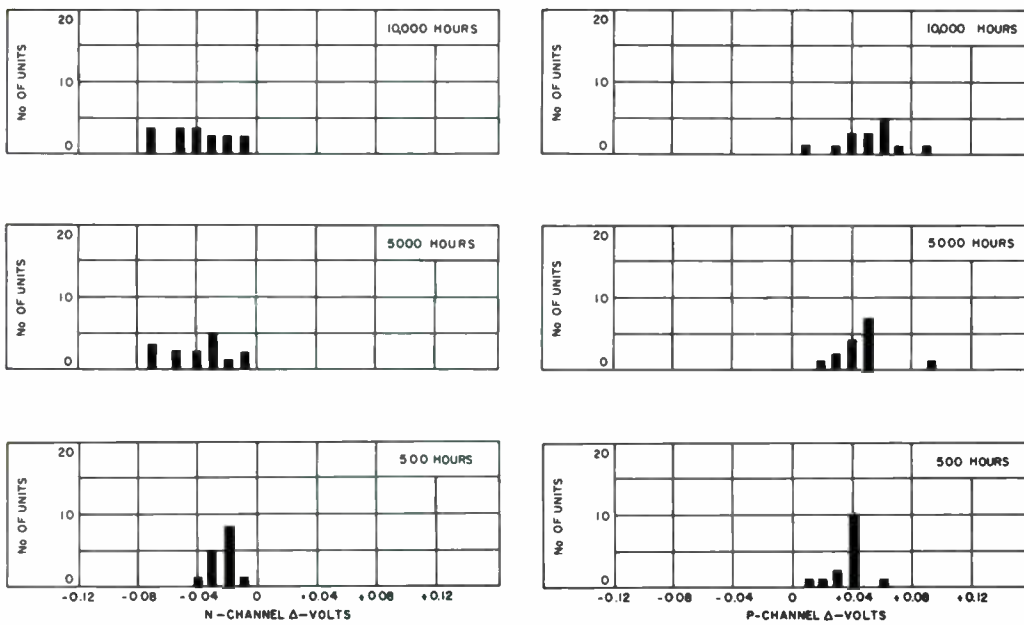 20
10,000 HOURS
No OF UNITS
10
0
20
10,000 HOURS
No OF UNITS
10
0
20
5000 HOURS
No OF UNITS
10
0
20
5000 HOURS
No OF UNITS
10
0
20
500 HOURS
No OF UNITS
10
0
-0.12 -0.08 -0.04 0 +0.04 +0.08 +0.12
N-CHANNEL Δ-VOLTS
20
500 HOURS
No OF UNITS
10
0
-0.12 -0.08 -0.04 0 +0.04 +0.08 +0.12
P-CHANNEL Δ-VOLTS